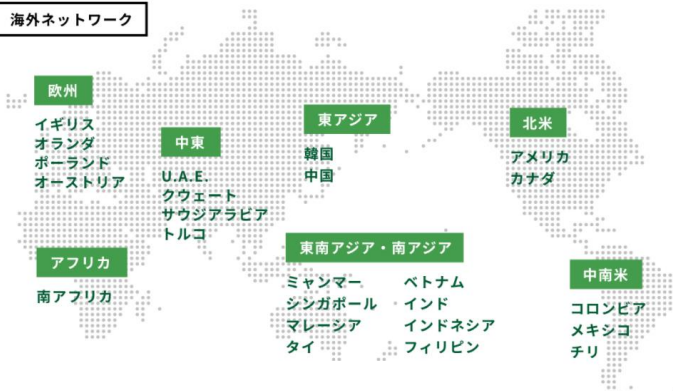 海外ネットワーク
欧州
イギリス
オランダ
ポーランド
オーストリア
中東
U.A.E.
クウェート
サウジアラビア
トルコ
東アジア
韓国
中国
北米
アメリカ
カナダ
アフリカ
南アフリカ
東南アジア・南アジア
ミャンマー
シンガポール
マレーシア
タイ
ベトナム
インド
インドネシア
フィリピン
中南米
コロンビア
メキシコ
チリ